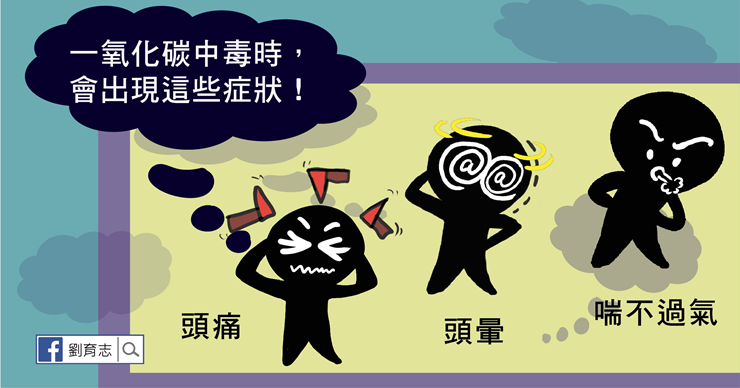 一氧化碳中毒時，
會出現這些症狀！
頭痛
頭暈
喘不過氣
f 劉育志